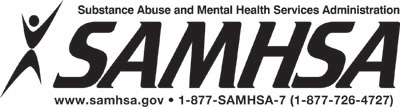 Substance Abuse and Mental Health Services Administration
SAMHSA
www.samhsa.gov • 1-877-SAMHSA-7 (1-877-726-4727)